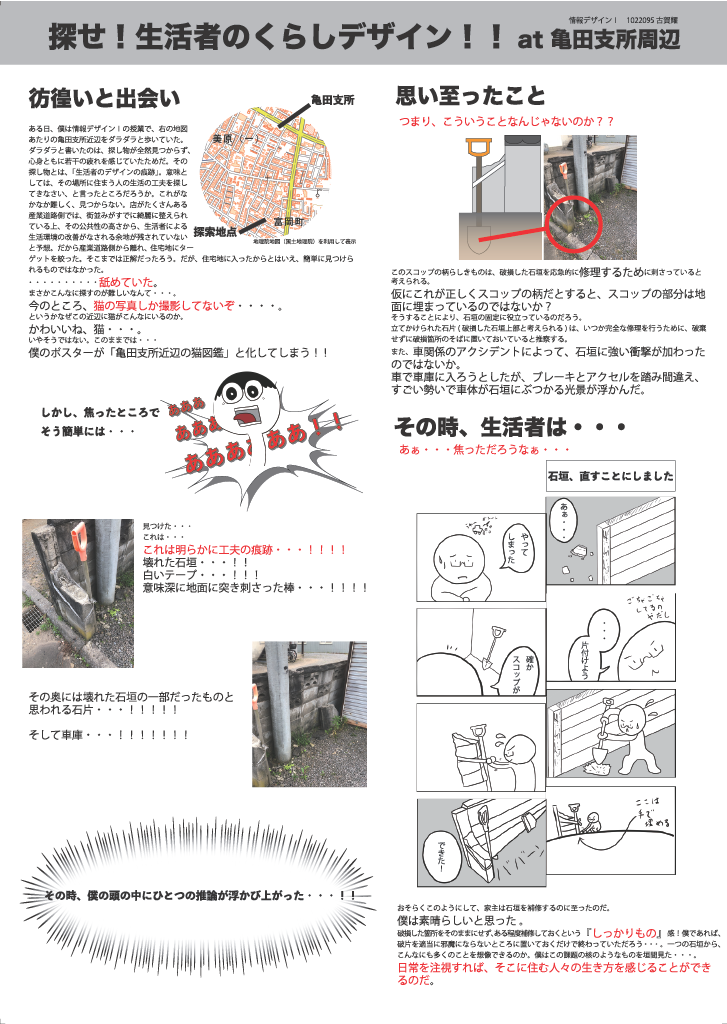 情報デザインⅠ 1022095 古賀曜
探せ！生活者のくらしデザイン！！ at 亀田支所周辺
彷徨いと出会い
ある日、僕は情報デザインⅠの授業で、右の地図
あたりの亀田支所近辺をダラダラと歩いていた。
ダラダラと書いたのは、探し物が全然見つからず、
心身ともに若干の疲れを感じていたためだ。その
探し物とは、「生活者のデザインの痕跡」。意味と
しては、その場所に住まう人の生活の工夫を探し
てきなさい、と言ったところだろうか。これがな
かなか難しく、見つからない。店がたくさんある
産業道路側では、街並みがすでに綺麗に整えられ
ている上、その公共性の高さから、生活者による
生活環境の改善がなされる余地が残されていない
と予想。だから産業道路側から離れ、住宅地にター
ゲットを絞った。そこまでは正解だろう。だが、住宅地に入ったからとはいえ、簡単に見つけら
れるものではなかった。
・・・・・・・・・・舐めていた。
まさかこんなに探すのが難しいなんて・・・。
今のところ、猫の写真しか撮影してないぞ・・・・。
というかなぜこの近辺に猫がこんなにいるのか。
かわいいね、猫・・・。
いやそうではない。このままでは・・・
僕のポスターが「亀田支所近辺の猫図鑑」と化してしまう！！
亀田支所
美原（一）
富岡町
探索地点
地理院地図（国土地理院）を利用して表示
しかし、焦ったところで
そう簡単には・・・
あああ
あああ
ああああああ！！
見つけた・・・
これは・・・
これは明らかに工夫の痕跡・・・！！！！
壊れた石垣・・・！！
白いテープ・・・！！！
意味深に地面に突き刺さった棒・・・！！！！
その奥には壊れた石垣の一部だったものと
思われる石片・・・！！！！！
そして車庫・・・！！！！！！！
その時、僕の頭の中にひとつの推論が浮かび上がった・・・！！
思い至ったこと
つまり、こういうことなんじゃないのか？？
このスコップの柄らしきものは、破損した石垣を応急的に修理するために刺さっていると
考えられる。
仮にこれが正しくスコップの柄だとすると、スコップの部分は地
面に埋まっているのではないか？
そうすることにより、石垣の固定に役立っているのだろう。
立てかけられた石片（破損した石垣上部と考えられる）は、いつか完全な修理を行うために、破棄
せずに破損箇所のそばに置いておいていると推察する。
また、車関係のアクシデントによって、石垣に強い衝撃が加わった
のではないか。
車で車庫に入ろうとしたが、ブレーキとアクセルを踏み間違え、
すごい勢いで車体が石垣にぶつかる光景が浮かんだ。
その時、生活者は・・・
あぁ・・・焦っただろうなぁ・・・
石垣、直すことにしました
あぁ・・・
やって
しまった
ごちゃごちゃ
してるの
やだし
・・・
片付けよう
確か
スコップが
ここは
手で
埋める
できた！
ババーン
おそらくこのようにして、家主は石垣を補修するのに至ったのだ。
僕は素晴らしいと思った。
破損した箇所をそのままにせず、ある程度補修しておくという『しっかりもの』感！僕であれば、
破片を適当に邪魔にならないところに置いておくだけで終わっていただろう・・・。一つの石垣から、
こんなにも多くのことを想像できるのか。僕はこの課題の核のようなものを垣間見た・・・。
日常を注視すれば、そこに住む人々の生き方を感じることができ
るのだ。